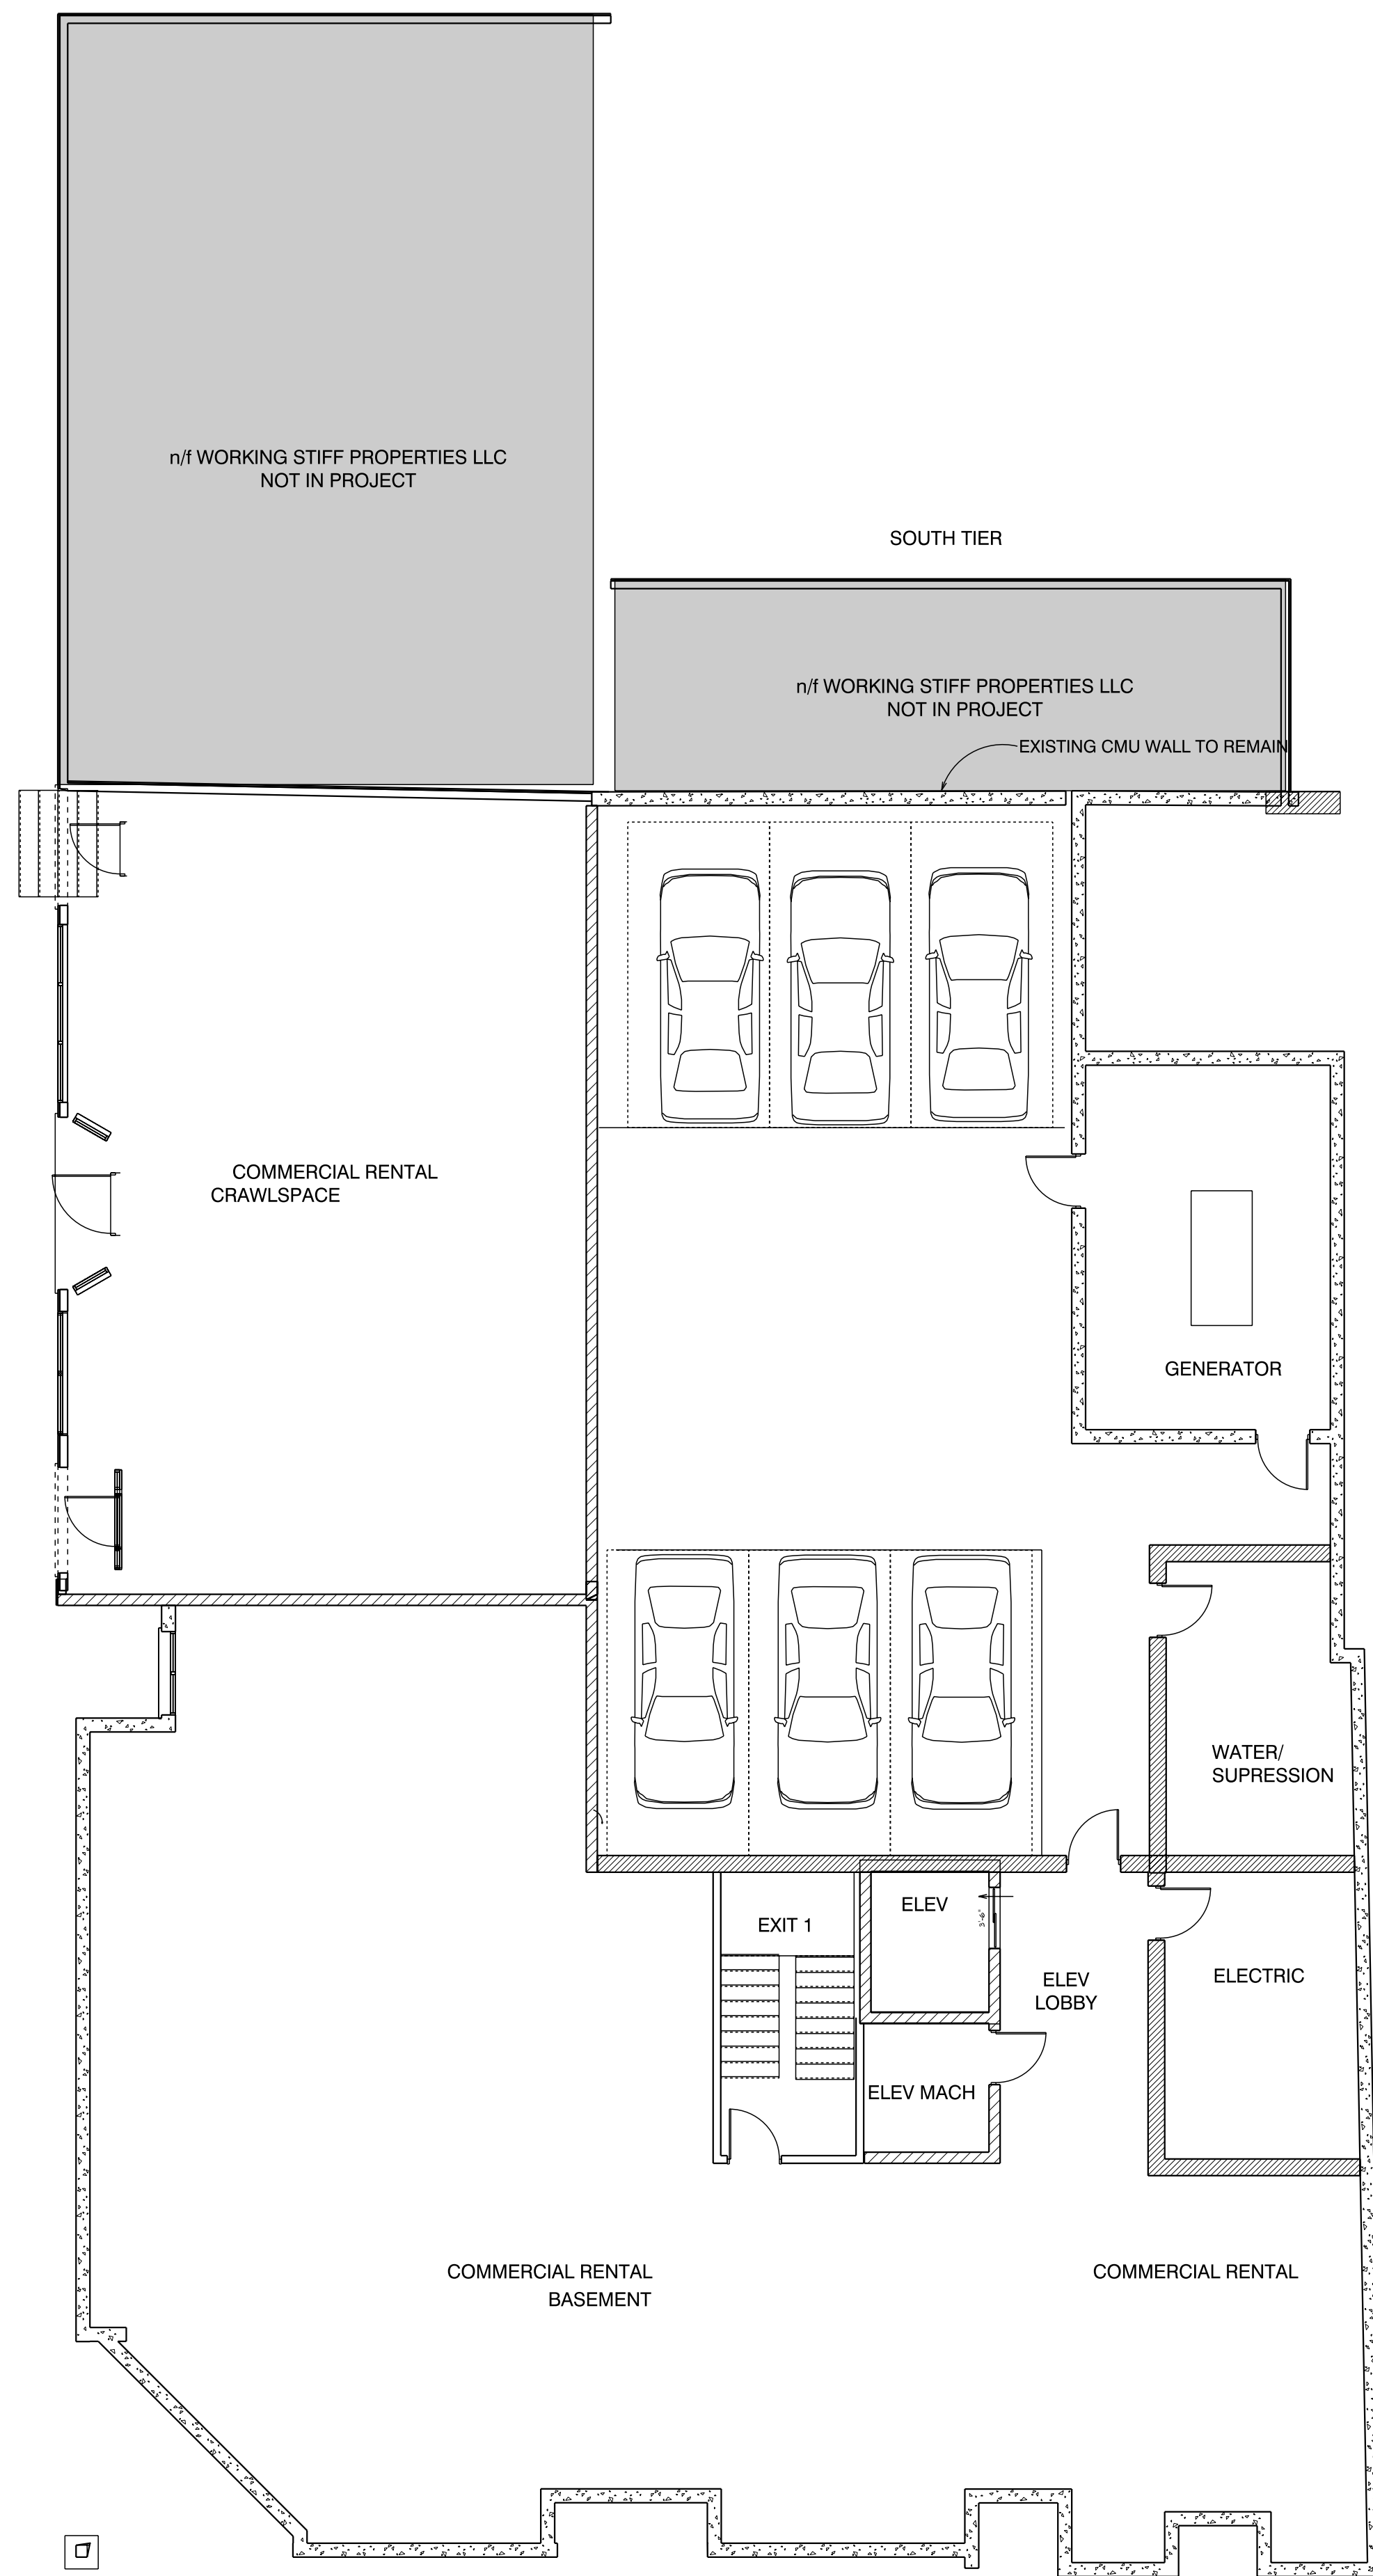 n/f WORKING STIFF PROPERTIES LLC
NOT IN PROJECT
SOUTH TIER
n/f WORKING STIFF PROPERTIES LLC
NOT IN PROJECT
EXISTING CMU WALL TO REMAIN
COMMERCIAL RENTAL
CRAWLSPACE
GENERATOR
WATER/
SUPRESSION
ELEV
3'-6"
EXIT 1
ELEV
LOBBY
ELECTRIC
ELEV MACH
COMMERCIAL RENTAL
BASEMENT
COMMERCIAL RENTAL